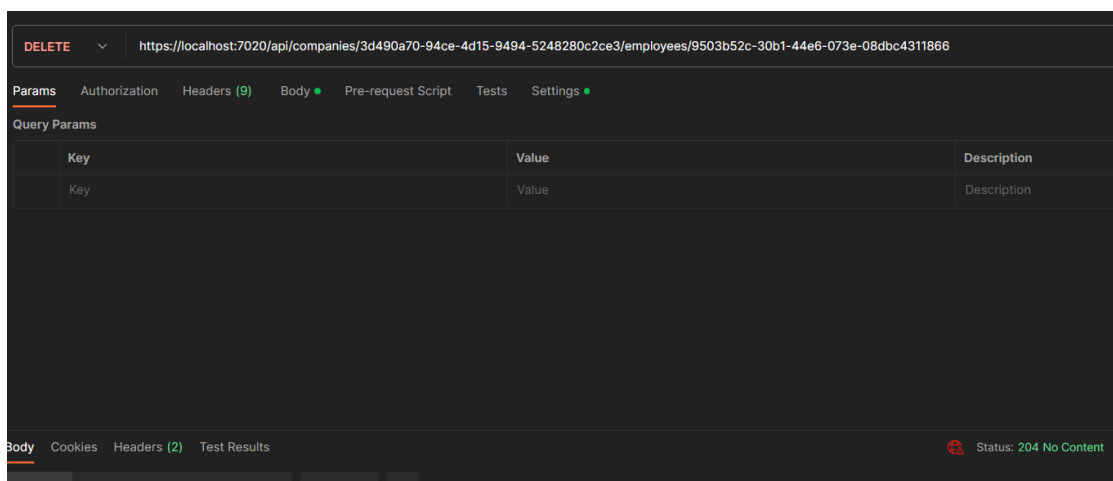 DELETE https://localhost:7020/api/companies/3d490a70-94ce-4d15-9494-5248280c2ce3/employees/9503b52c-30b1-44e6-073e-08dbc4311866
Params Authorization Headers (9) Body Pre-request Script Tests Settings
Query Params
Key Value Description
Key Value Description
Body Cookies Headers (2) Test Results Status: 204 No Content